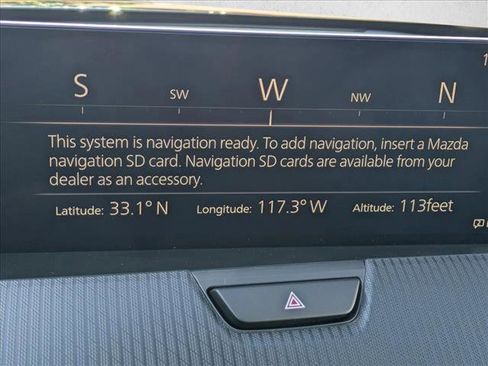 S SW W NW N
This system is navigation ready. To add navigation, insert a Mazda
navigation SD card. Navigation SD cards are available from your
dealer as an accessory.
Latitude: 33.1° N Longitude: 117.3° W Altitude: 113feet